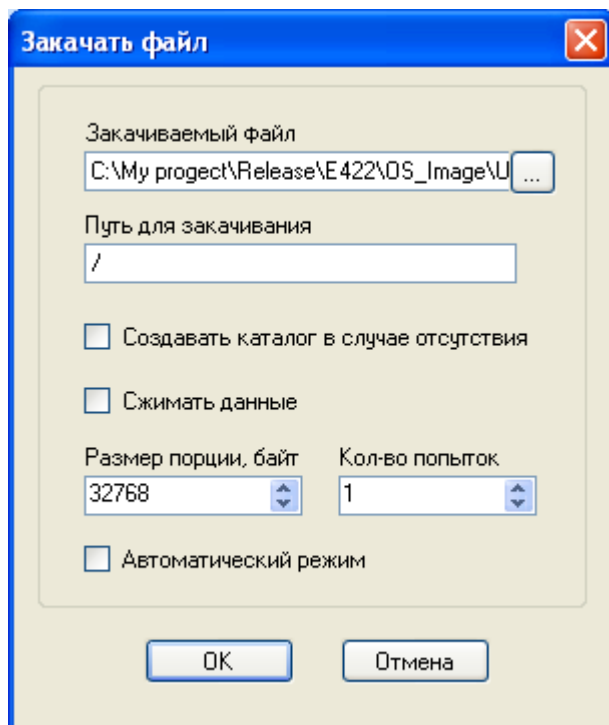 Закачать файл
Закачиваемый файл
C:\My progect\Release\E422\OS_Image\U ...
Путь для закачивания
/
Создавать каталог в случае отсутствия
Сжимать данные
Размер порции, байт Кол-во попыток
32768 1
Автоматический режим
OK Отмена